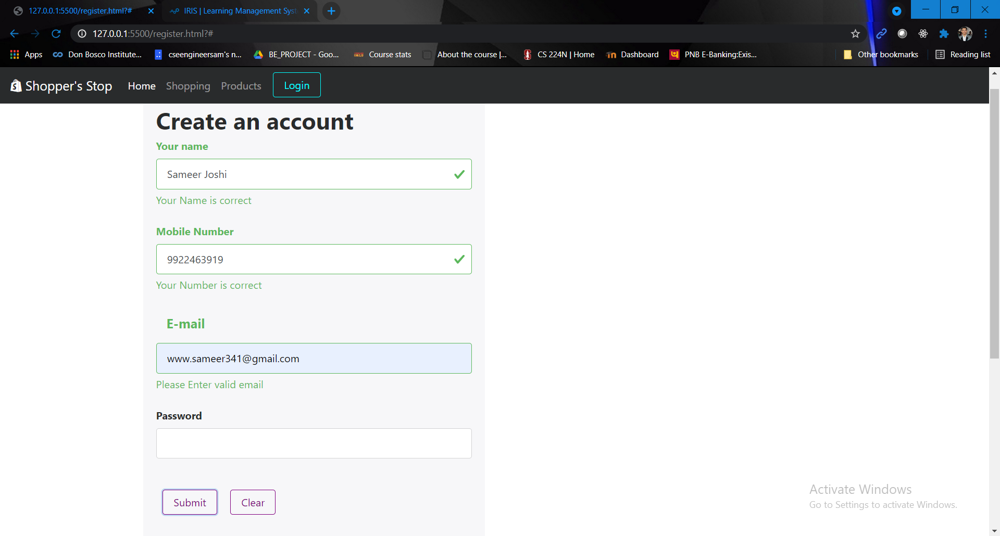 127.0.0.1:5500/register.html?#
IRIS | Learning Management Syst
127.0.0.1:5500/register.html?#
Apps
Don Bosco Institute...
cseengineersam's n...
BE_PROJECT - Goo...
Course stats
About the course |...
CS 224N | Home
Dashboard
PNB E-Banking:Exis...
Other bookmarks
Reading list
Shopper's Stop
Home
Shopping
Products
Login
Create an account
Your name
Sameer Joshi
Your Name is correct
Mobile Number
9922463919
Your Number is correct
E-mail
www.sameer341@gmail.com
Please Enter valid email
Password
Submit
Clear
Activate Windows
Go to Settings to activate Windows.